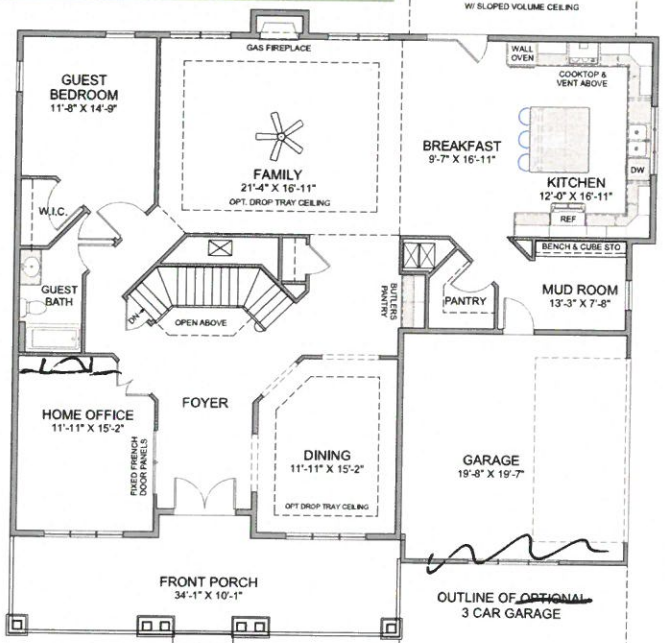 W/ SLOPED VOLUME CEILING
GAS FIREPLACE
WALL
OVEN
COOKTOP &
VENT ABOVE
GUEST
BEDROOM
11'-8" X 14'-9"
FAMILY
21'-4" X 16'-11"
OPT. DROP TRAY CEILING
BREAKFAST
9'-7" X 16'-11"
KITCHEN
12'-0" X 16'-11"
DW
REF
W.I.C.
BENCH & CUBE STO
GUEST
BATH
DN
OPEN ABOVE
BUTLERS
PANTRY
PANTRY
MUD ROOM
13'-3" X 7'-8"
HOME OFFICE
11'-11" X 15'-2"
FIXED FRENCH
DOOR PANELS
FOYER
DINING
11'-11" X 15'-2"
OPT DROP TRAY CEILING
GARAGE
19'-8" X 19'-7"
FRONT PORCH
34'-1" X 10'-1"
OUTLINE OF OPTIONAL
3 CAR GARAGE